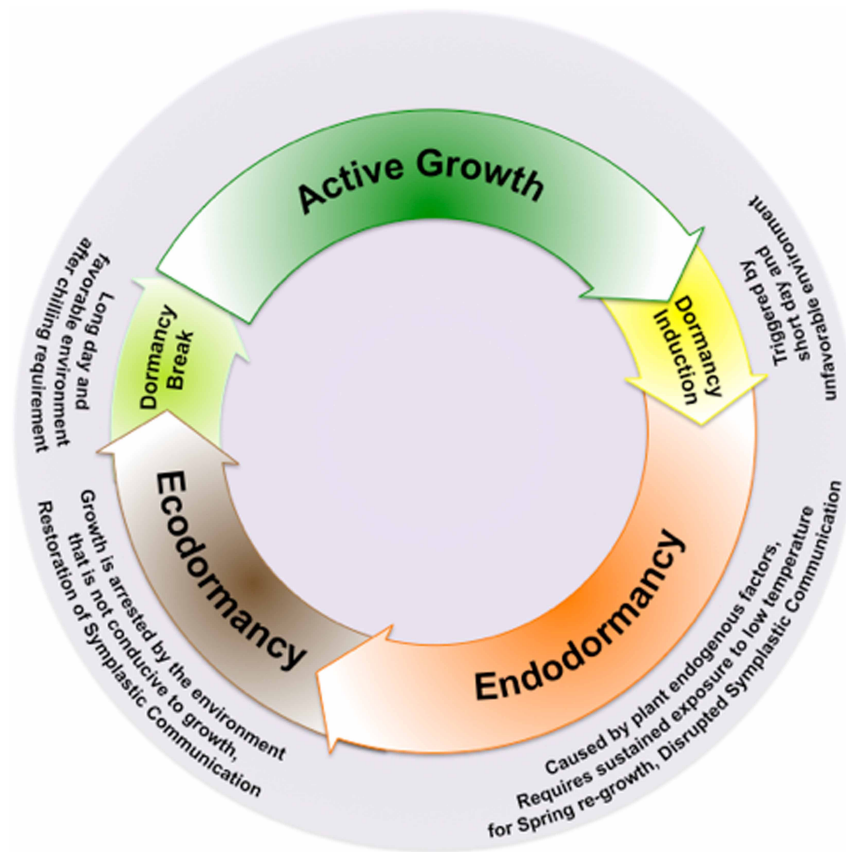 Active Growth
Dormancy
Induction
Triggered by
short day and
unfavorable environment
Endodormancy
Caused by plant endogenous factors,
Requires sustained exposure to low temperature
for Spring re-growth, Disrupted Symplastic Communication
Ecodormancy
Growth is arrested by the environment
that is not conducive to growth,
Restoration of Symplastic Communication
Dormancy
Break
Long day and
favorable environment
after chilling requirement